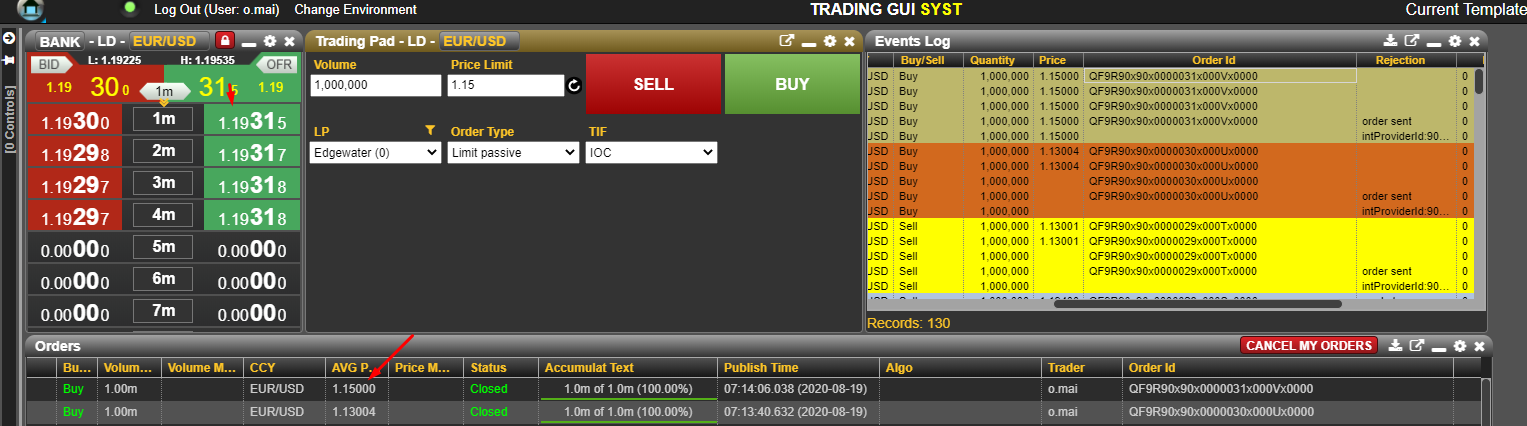 Log Out (User: o.mai) Change Environment TRADING GUI SYST Current Template
[0 Controls]
BANK - LD - EUR/USD
BID L: 1.19225 H: 1.19535 OFR
1.19 30 0 1m 31 5 1.19
1.19300 1m 1.19315
1.19298 2m 1.19317
1.19297 3m 1.19318
1.19297 4m 1.19318
0.00000 5m 0.00000
0.00000 6m 0.00000
0.00000 7m 0.00000
Trading Pad - LD - EUR/USD
Volume Price Limit
1,000,000 1.15 SELL BUY
LP Order Type TIF
Edgewater (0) Limit passive IOC
Events Log
Buy/Sell Quantity Price Order Id Rejection
USD Buy 1,000,000 1.15000 QF9R90x90x0000031x000Vx0000 0
USD Buy 1,000,000 1.15000 QF9R90x90x0000031x000Vx0000 0
USD Buy 1,000,000 1.15000 QF9R90x90x0000031x000Vx0000 0
USD Buy 1,000,000 1.15000 QF9R90x90x0000031x000Vx0000 order sent 0
USD Buy 1,000,000 1.15000 intProviderId:90... 0
USD Buy 1,000,000 1.13004 QF9R90x90x0000030x000Ux0000 0
USD Buy 1,000,000 1.13004 QF9R90x90x0000030x000Ux0000 0
USD Buy 1,000,000 QF9R90x90x0000030x000Ux0000 0
USD Buy 1,000,000 QF9R90x90x0000030x000Ux0000 order sent 0
USD Buy 1,000,000 intProviderId:90... 0
USD Sell 1,000,000 1.13001 QF9R90x90x0000029x000Tx0000 0
USD Sell 1,000,000 1.13001 QF9R90x90x0000029x000Tx0000 0
USD Sell 1,000,000 QF9R90x90x0000029x000Tx0000 0
USD Sell 1,000,000 QF9R90x90x0000029x000Tx0000 order sent 0
USD Sell 1,000,000 intProviderId:90... 0
Records: 130
Orders CANCEL MY ORDERS
Bu... Volum... Volume M... CCY AVG P... Price M... Status Accumulat Text Publish Time Algo Trader Order Id
Buy 1.00m EUR/USD 1.15000 Closed 1.0m of 1.0m (100.00%) 07:14:06.038 (2020-08-19) o.mai QF9R90x90x0000031x000Vx0000
Buy 1.00m EUR/USD 1.13004 Closed 1.0m of 1.0m (100.00%) 07:13:40.632 (2020-08-19) o.mai QF9R90x90x0000030x000Ux0000